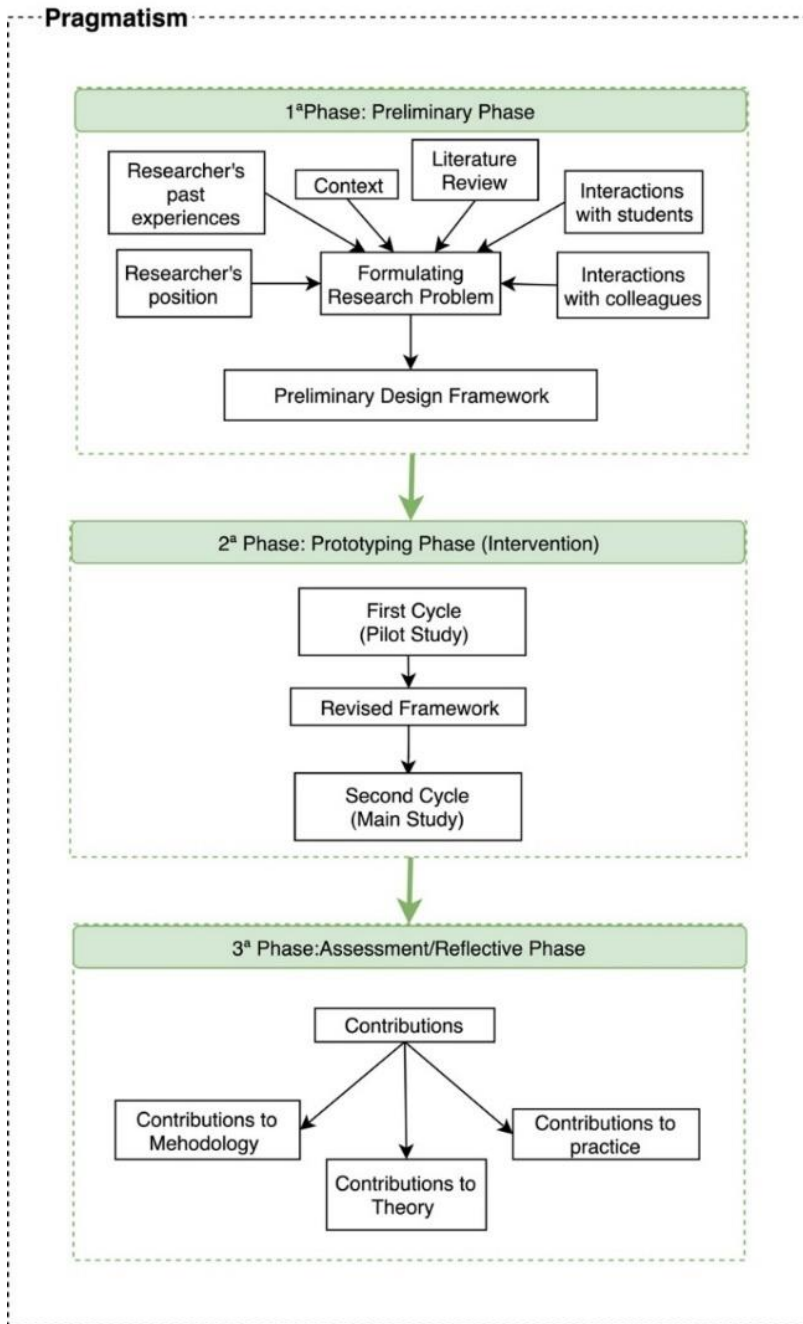 Pragmatism
1ªPhase: Preliminary Phase
Researcher's
past
experiences
Context
Literature
Review
Interactions
with students
Researcher's
position
Formulating
Research Problem
Interactions
with colleagues
Preliminary Design Framework
2ª Phase: Prototyping Phase (Intervention)
First Cycle
(Pilot Study)
Revised Framework
Second Cycle
(Main Study)
3ª Phase:Assessment/Reflective Phase
Contributions
Contributions to
Mehodology
Contributions to
Theory
Contributions to
practice